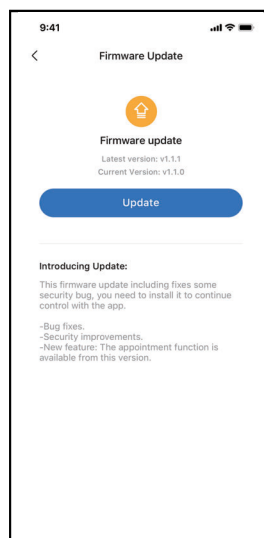 9:41
Firmware Update
Firmware update
Latest version: v1.1.1
Current Version: v1.1.0
Update
Introducing Update:
This firmware update including fixes some
security bug, you need to install it to continue
control with the app.
-Bug fixes.
-Security improvements.
-New feature: The appointment function is
available from this version.